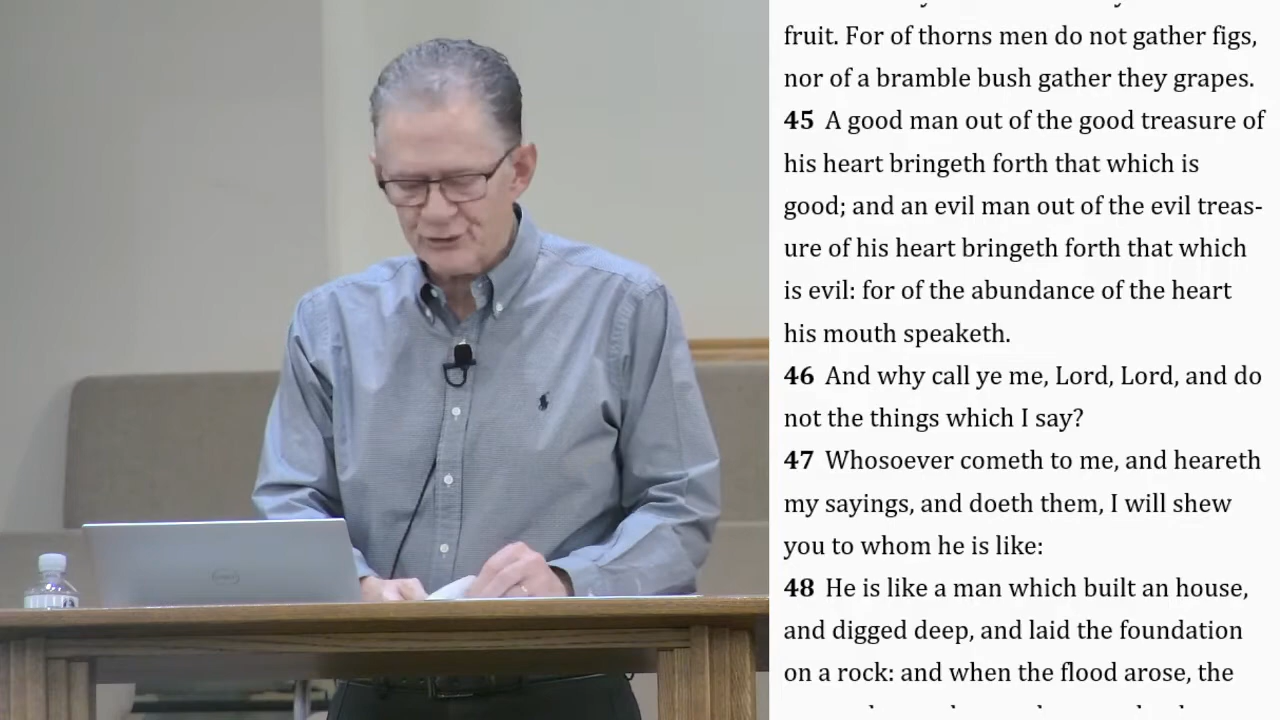 fruit. For of thorns men do not gather figs,
nor of a bramble bush gather they grapes.
45 A good man out of the good treasure of
his heart bringeth forth that which is
good; and an evil man out of the evil treas-
ure of his heart bringeth forth that which
is evil: for of the abundance of the heart
his mouth speaketh.
46 And why call ye me, Lord, Lord, and do
not the things which I say?
47 Whosoever cometh to me, and heareth
my sayings, and doeth them, I will shew
you to whom he is like:
48 He is like a man which built an house,
and digged deep, and laid the foundation
on a rock: and when the flood arose, the